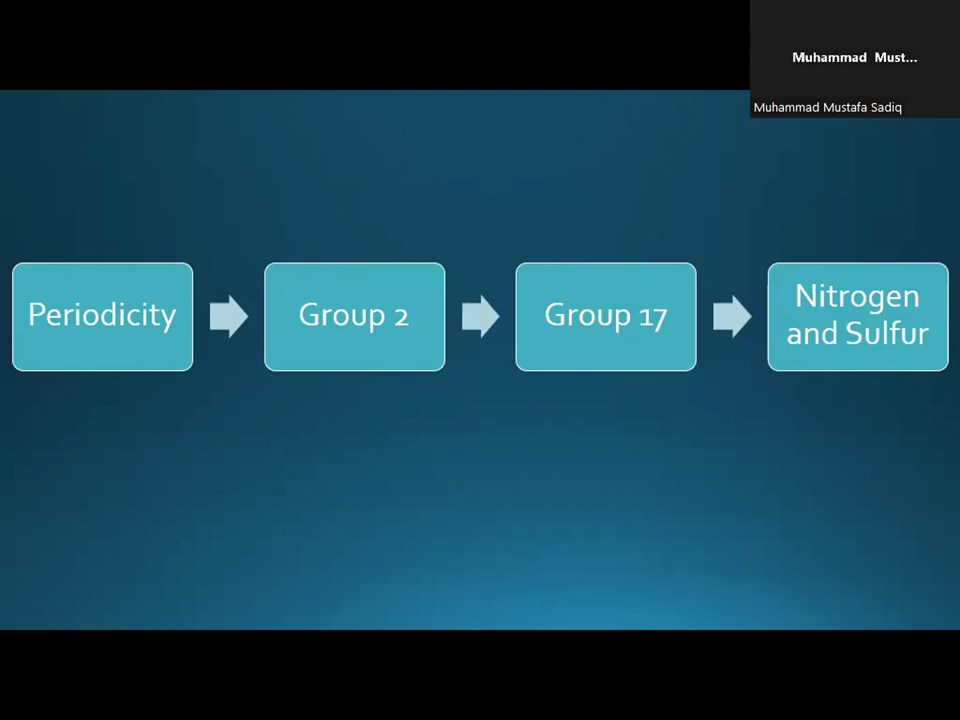 Muhammad Must...
Muhammad Mustafa Sadiq
Periodicity
Group 2
Group 17
Nitrogen
and Sulfur